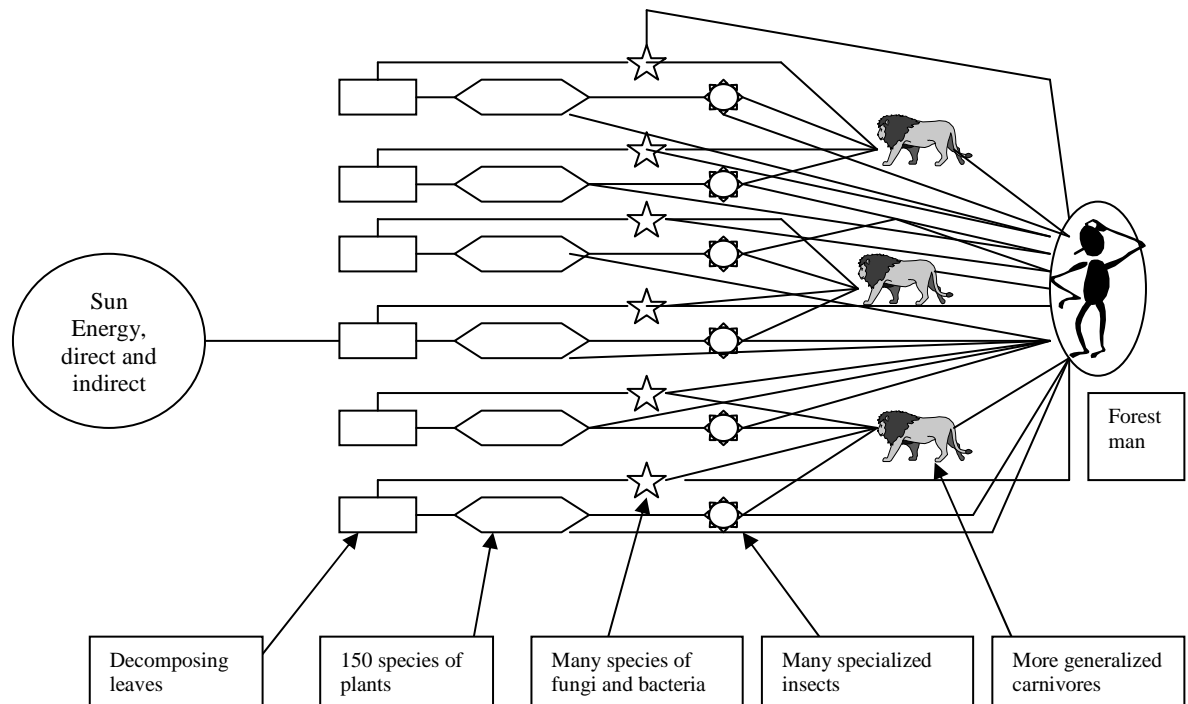 Sun
Energy,
direct and
indirect
Forest
man
Decomposing
leaves
150 species of
plants
Many species of
fungi and bacteria
Many specialized
insects
More generalized
carnivores